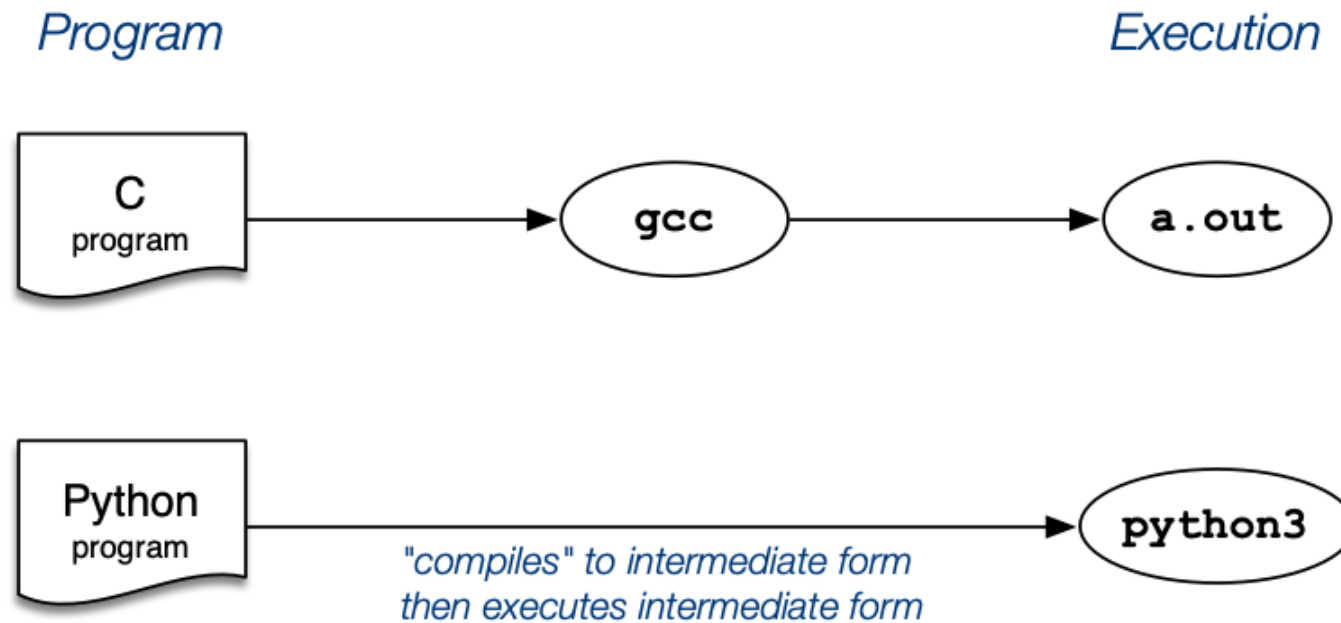 Program
Execution
C
program
gcc
a.out
Python
program
python3
"compiles" to intermediate form
then executes intermediate form